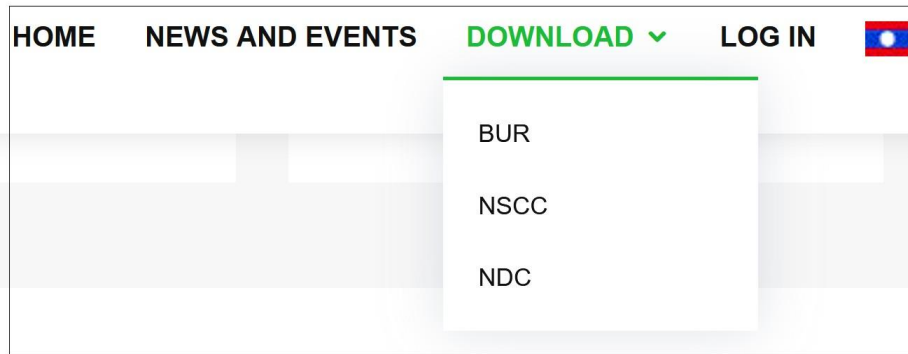 HOME NEWS AND EVENTS DOWNLOAD LOG IN
BUR
NSCC
NDC